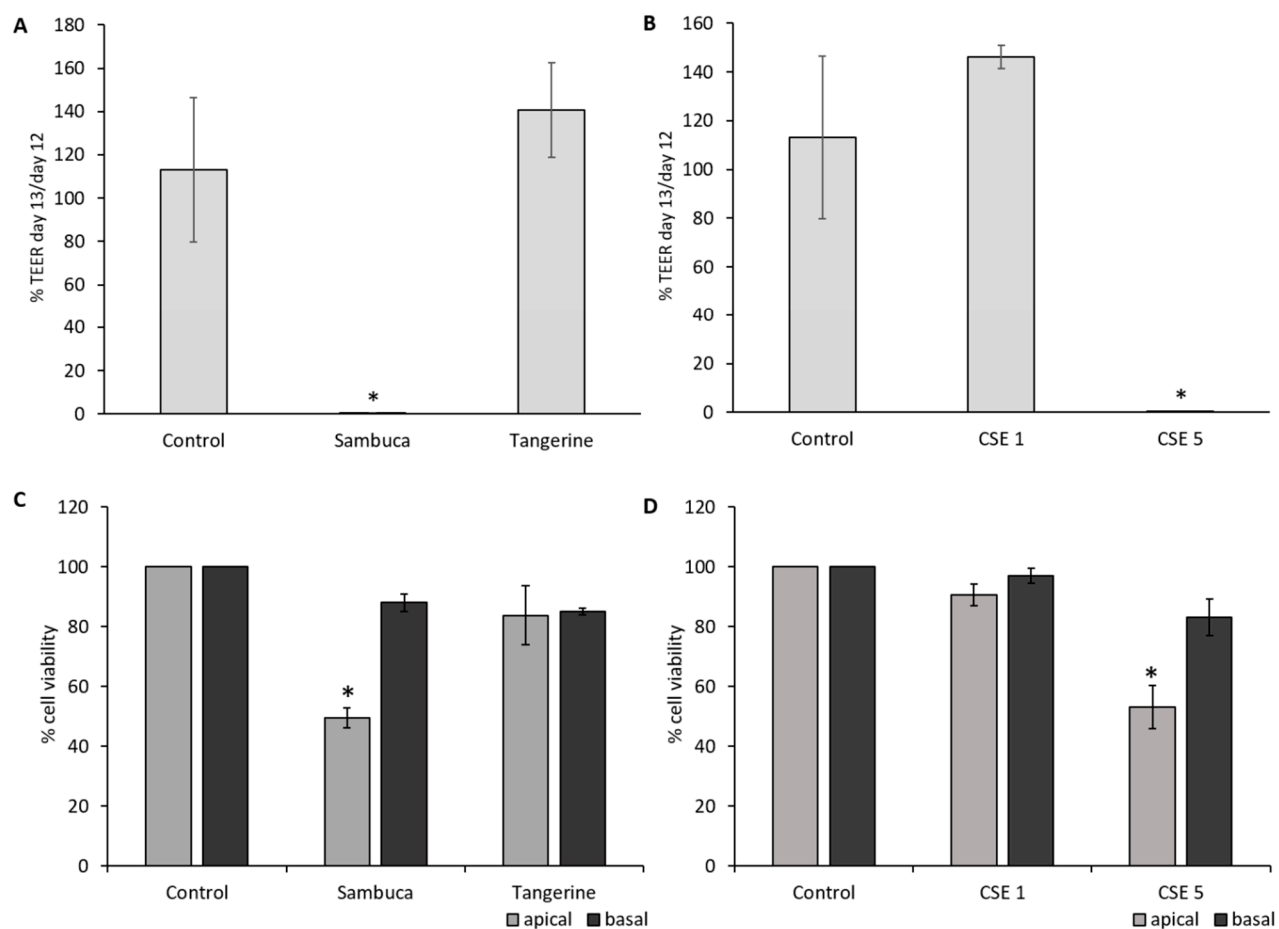 A
% TEER day 13/day 12
180
160
140
120
100
80
60
40
20
0
*
Control Sambuca Tangerine
B
% TEER day 13/day 12
160
140
120
100
80
60
40
20
0
*
Control CSE 1 CSE 5
C
% cell viability
120
100
80
60
40
20
0
*
Control Sambuca Tangerine
apical basal
D
% cell viability
120
100
80
60
40
20
0
*
Control CSE 1 CSE 5
apical basal